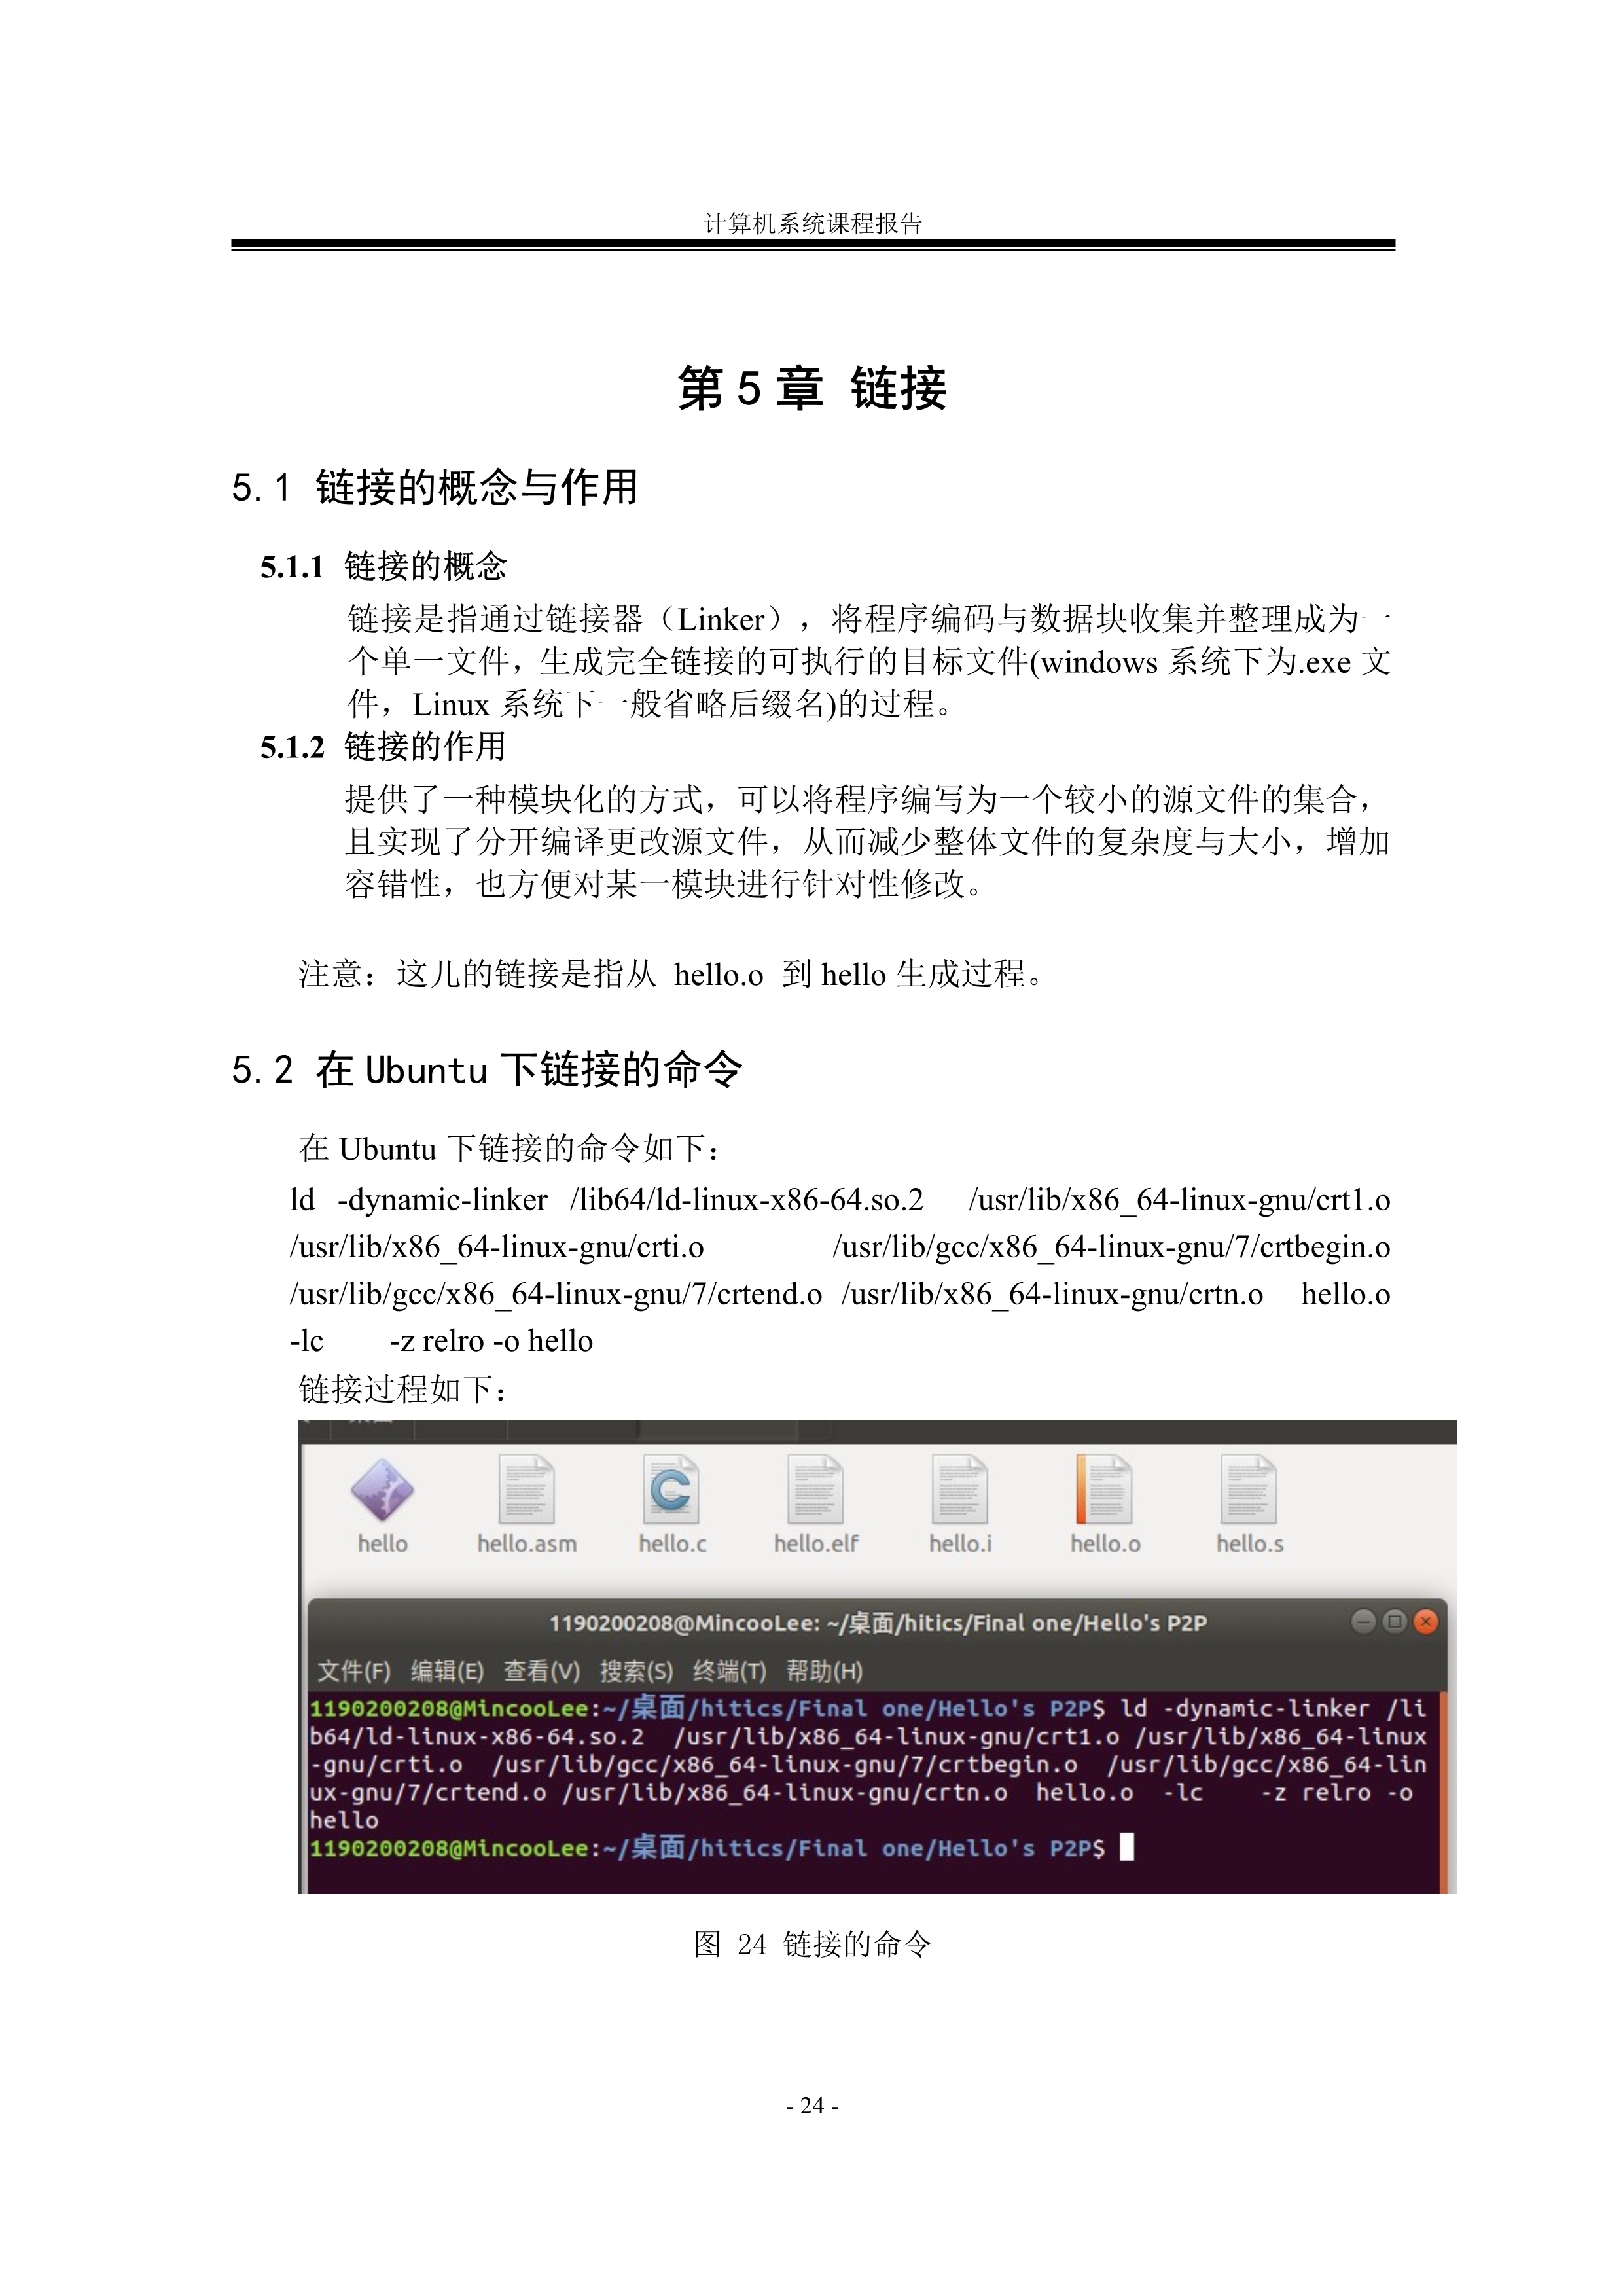 计算机系统课程报告
第 5 章 链接
5.1 链接的概念与作用
5.1.1 链接的概念
链接是指通过链接器（Linker），将程序编码与数据块收集并整理成为一
个单一文件，生成完全链接的可执行的目标文件(windows 系统下为.exe 文
件，Linux 系统下一般省略后缀名)的过程。
5.1.2 链接的作用
提供了一种模块化的方式，可以将程序编写为一个较小的源文件的集合，
且实现了分开编译更改源文件，从而减少整体文件的复杂度与大小，增加
容错性，也方便对某一模块进行针对性修改。
注意：这儿的链接是指从 hello.o 到 hello 生成过程。
5.2 在 Ubuntu 下链接的命令
在 Ubuntu 下链接的命令如下：
ld -dynamic-linker /lib64/ld-linux-x86-64.so.2 /usr/lib/x86_64-linux-gnu/crt1.o
/usr/lib/x86_64-linux-gnu/crti.o /usr/lib/gcc/x86_64-linux-gnu/7/crtbegin.o
/usr/lib/gcc/x86_64-linux-gnu/7/crtend.o /usr/lib/x86_64-linux-gnu/crtn.o hello.o
-lc -z relro -o hello
链接过程如下：
hello hello.asm hello.c hello.elf hello.i hello.o hello.s
1190200208@MincooLee: ~/桌面/hitics/Final one/Hello's P2P
文件(F) 编辑(E) 查看(V) 搜索(S) 终端(T) 帮助(H)
1190200208@MincooLee:~/桌面/hitics/Final one/Hello's P2P$ ld -dynamic-linker /li
b64/ld-linux-x86-64.so.2 /usr/lib/x86_64-linux-gnu/crt1.o /usr/lib/x86_64-linux
-gnu/crti.o /usr/lib/gcc/x86_64-linux-gnu/7/crtbegin.o /usr/lib/gcc/x86_64-lin
ux-gnu/7/crtend.o /usr/lib/x86_64-linux-gnu/crtn.o hello.o -lc -z relro -o
hello
1190200208@MincooLee:~/桌面/hitics/Final one/Hello's P2P$
图 24 链接的命令
- 24 -